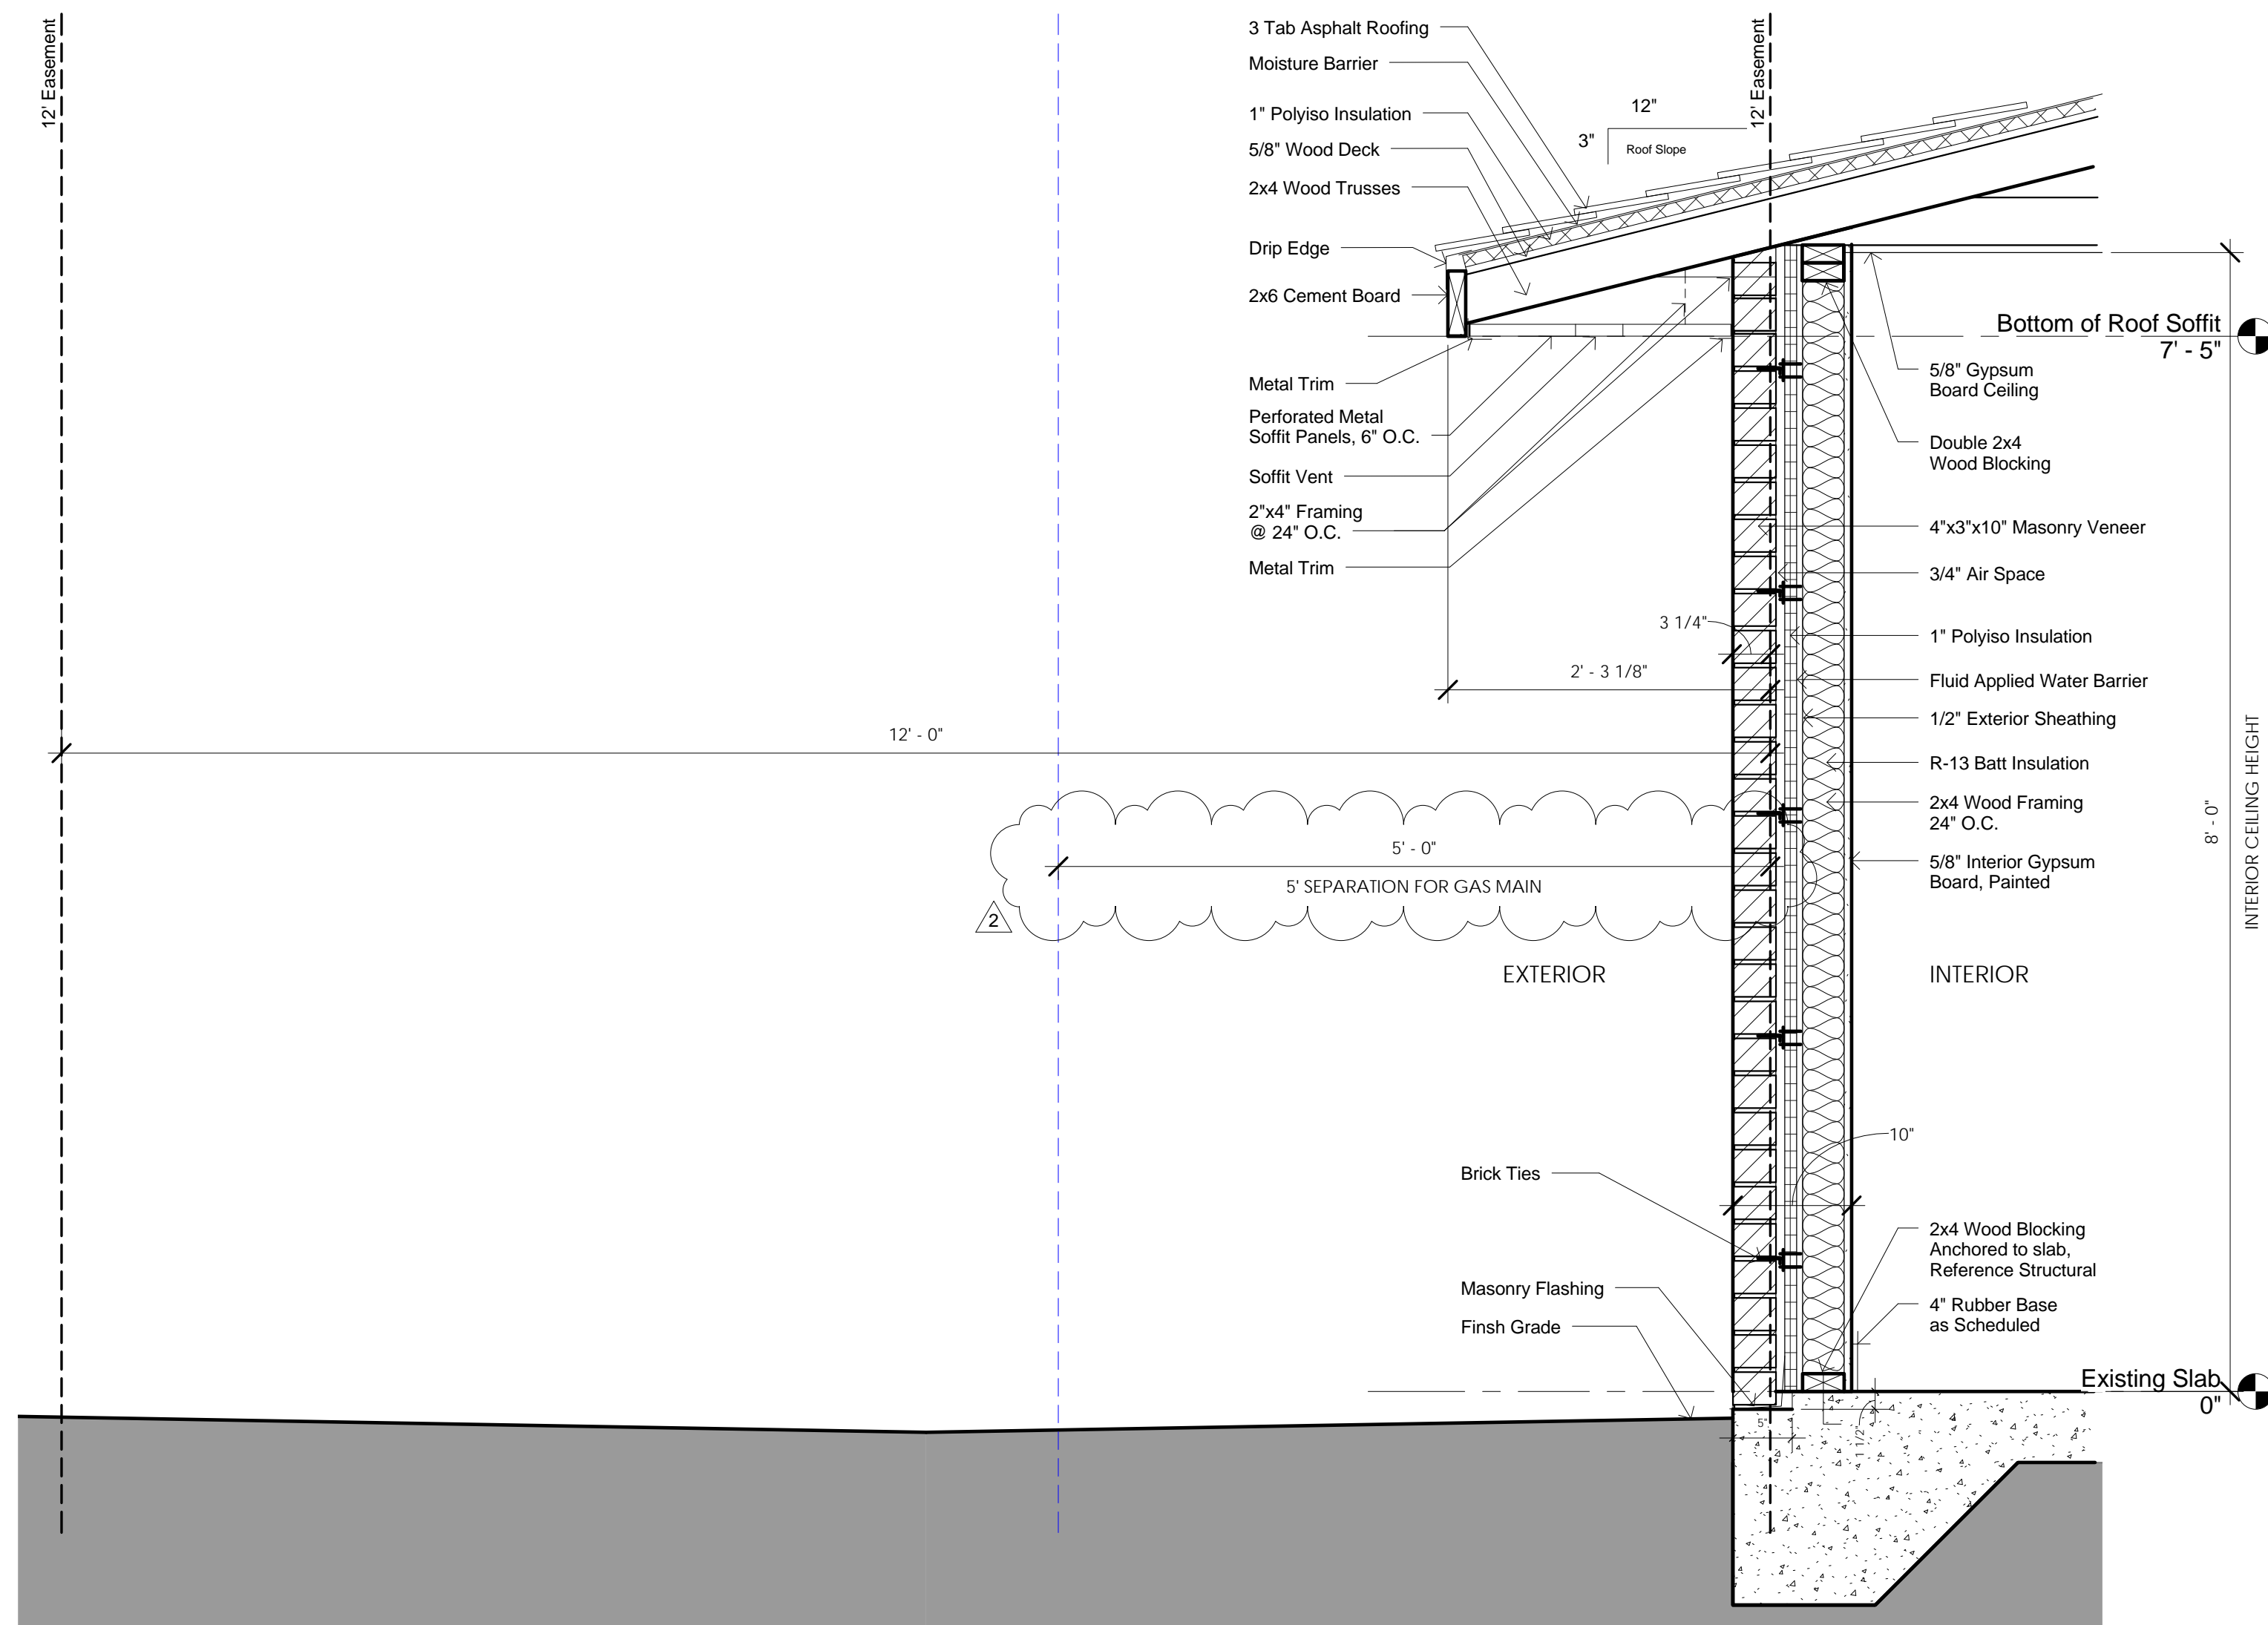 12' Easement
12' Easement
3 Tab Asphalt Roofing
Moisture Barrier
1" Polyiso Insulation
5/8" Wood Deck
2x4 Wood Trusses
Drip Edge
2x6 Cement Board
12"
3"
Roof Slope
Metal Trim
Perforated Metal
Soffit Panels, 6" O.C.
Soffit Vent
2"x4" Framing
@ 24" O.C.
Metal Trim
Bottom of Roof Soffit
7' - 5"
5/8" Gypsum
Board Ceiling
Double 2x4
Wood Blocking
4"x3"x10" Masonry Veneer
3/4" Air Space
1" Polyiso Insulation
Fluid Applied Water Barrier
1/2" Exterior Sheathing
R-13 Batt Insulation
2x4 Wood Framing
24" O.C.
5/8" Interior Gypsum
Board, Painted
3 1/4"
2' - 3 1/8"
12' - 0"
5' - 0"
5' SEPARATION FOR GAS MAIN
2
8' - 0"
INTERIOR CEILING HEIGHT
EXTERIOR
INTERIOR
10"
Brick Ties
Masonry Flashing
Finsh Grade
2x4 Wood Blocking
Anchored to slab,
Reference Structural
4" Rubber Base
as Scheduled
Existing Slab
0"
5"
1 1/2"